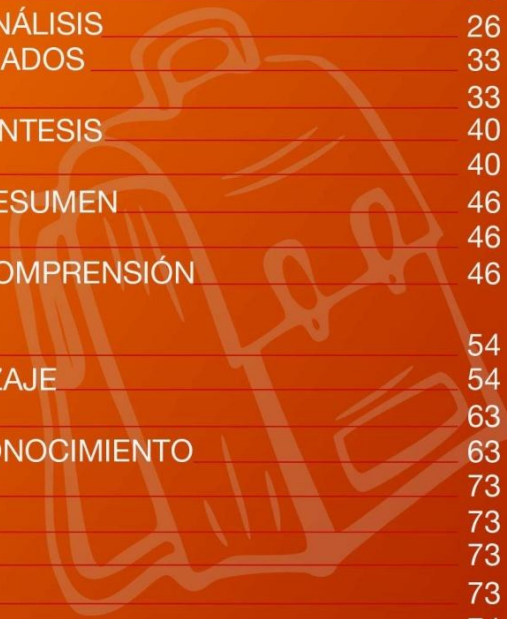 NÁLISIS 26
ADOS 33
33
NTESIS 40
40
ESUMEN 46
46
OMPRENSIÓN 46
54
ZAJE 54
63
ONOCIMIENTO 63
73
73
73
73